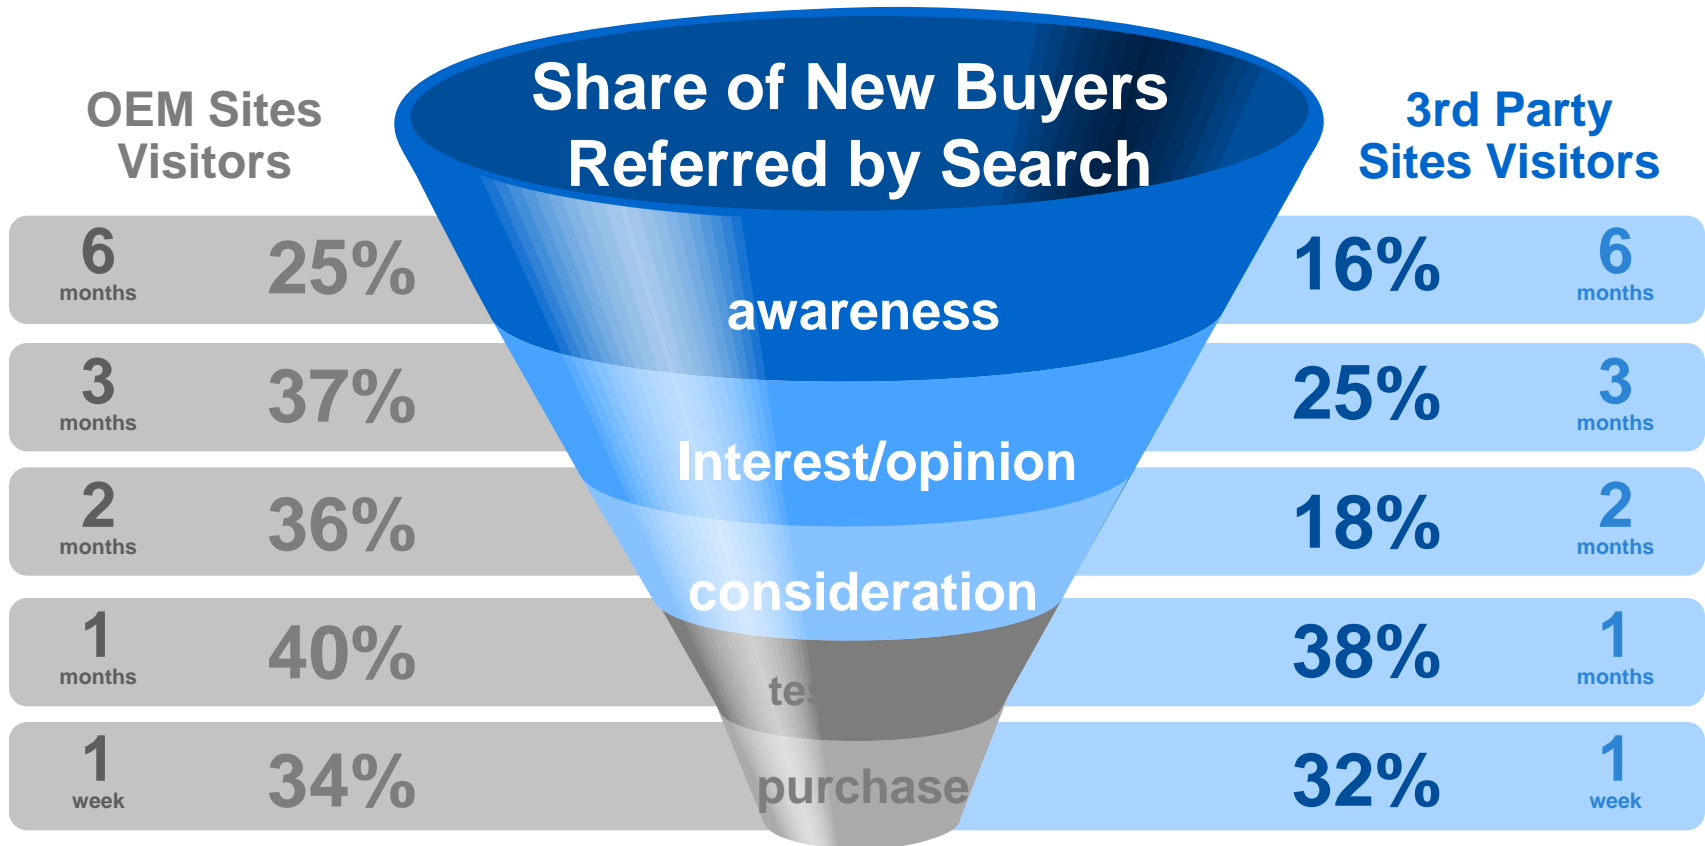 Share of New Buyers
Referred by Search
OEM Sites
Visitors
3rd Party
Sites Visitors
6
months
25%
awareness
16%
6
months
3
months
37%
Interest/opinion
25%
3
months
2
months
36%
consideration
18%
2
months
1
months
40%
38%
1
months
1
week
34%
purchase
32%
1
week